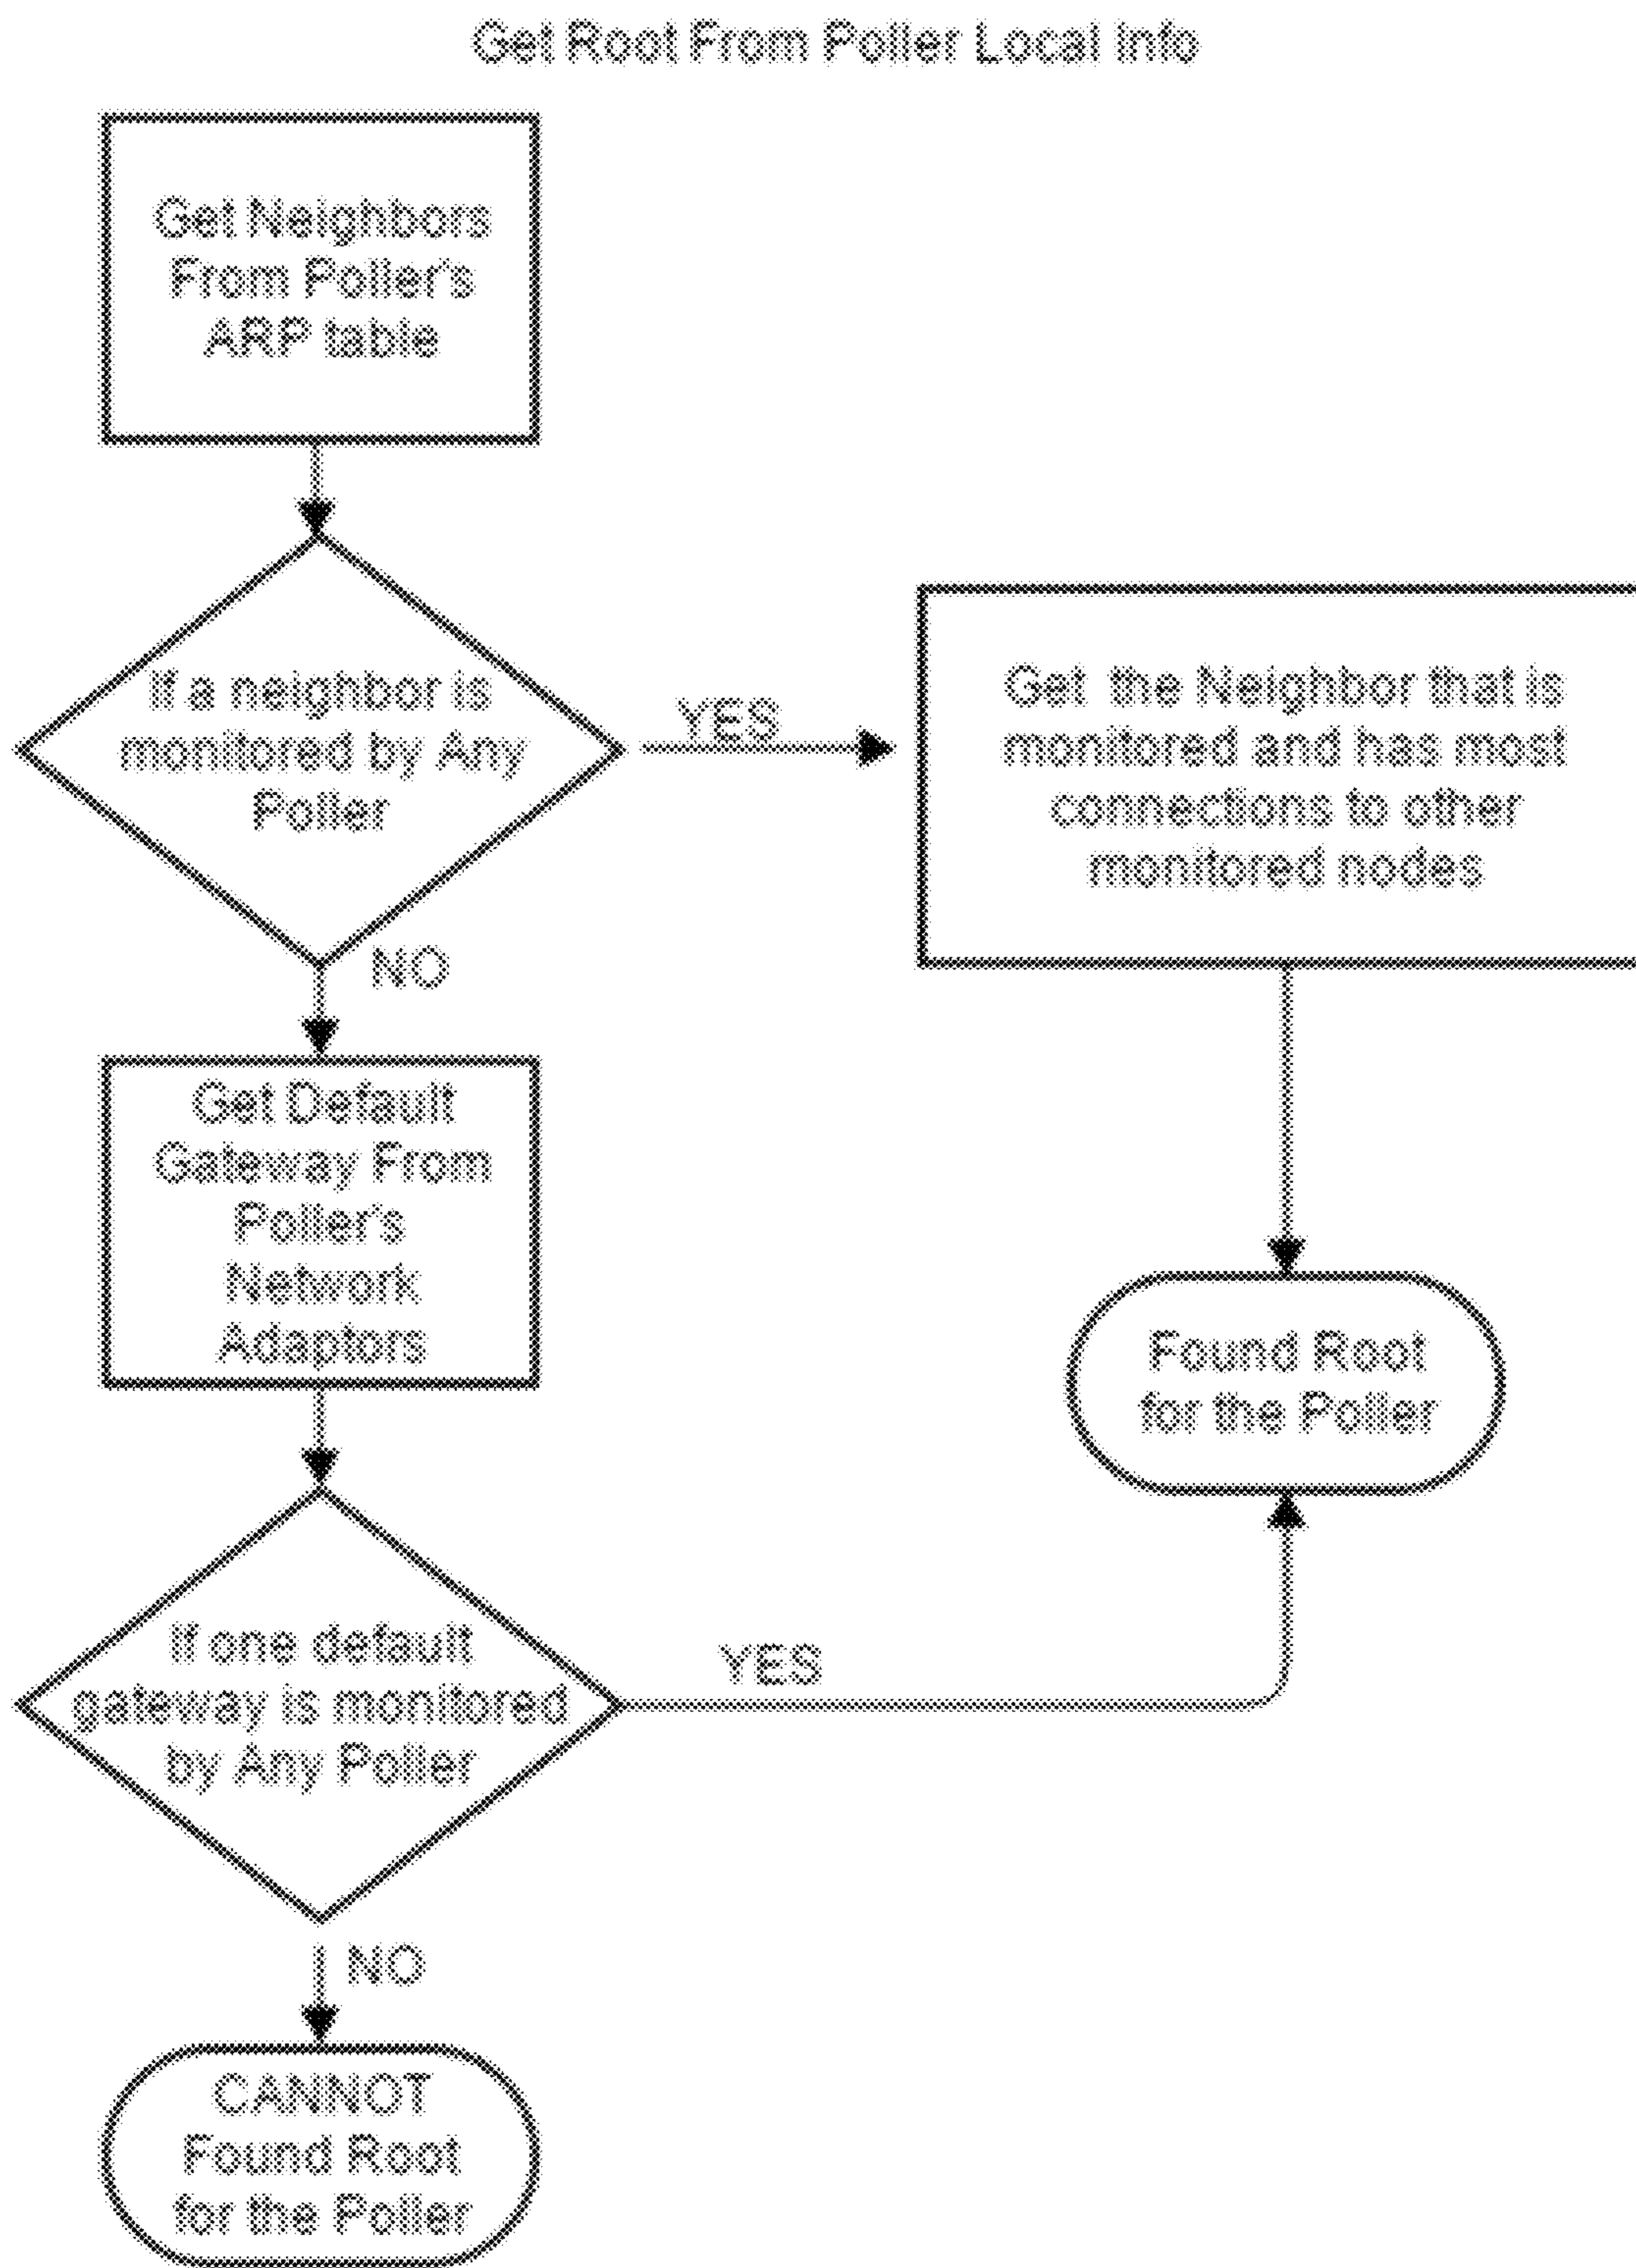 Get Root From Poller Local Info
Get Neighbors
From Poller's
ARP table
If a neighbor is
monitored by Any
Poller
YES
Get the Neighbor that is
monitored and has most
connections to other
monitored nodes
NO
Get Default
Gateway From
Poller's
Network
Adaptors
Found Root
for the Poller
If one default
gateway is monitored
by Any Poller
YES
NO
CANNOT
Found Root
for the Poller